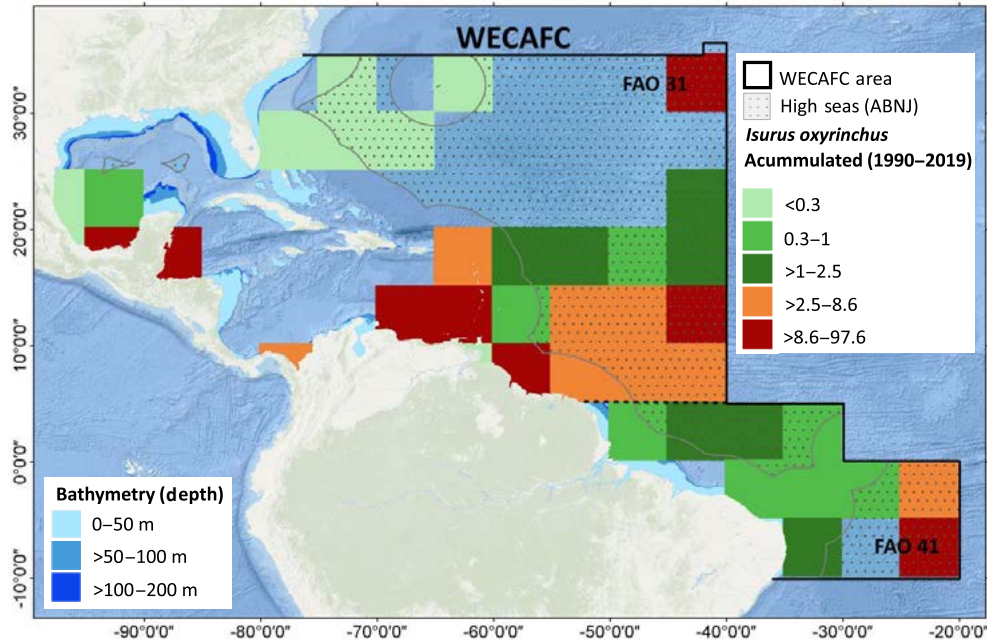 WECAFC
FAO 31
WECAFC area
High seas (ABNJ)
Isurus oxyrinchus
Acummulated (1990–2019)
<0.3
0.3–1
>1–2.5
>2.5–8.6
>8.6–97.6
30°0'0"
20°0'0"
10°0'0"
0°0'0"
-10°0'0"
Bathymetry (depth)
0–50 m
>50–100 m
>100–200 m
FAO 41
-90°0'0"
-80°0'0"
-70°0'0"
-60°0'0"
-50°0'0"
-40°0'0"
-30°0'0"
-20°0'0"